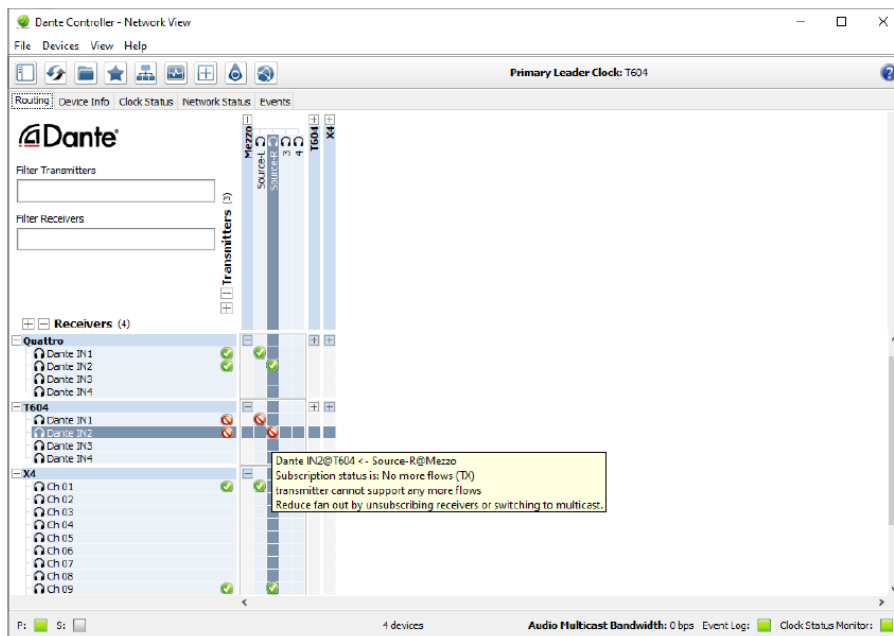 Dante Controller - Network View
File Devices View Help
Primary Leader Clock: T604
?
Routing Device Info Clock Status Network Status Events
Dante
Filter Transmitters
Filter Receivers
Transmitters (3)
Mezzo
Source-L
Source-R
3
4
T604
X4
Receivers (4)
Quattro
Dante IN1
Dante IN2
Dante IN3
Dante IN4
T604
Dante IN1
Dante IN2
Dante IN3
Dante IN4
Dante IN2@T604 <- Source-R@Mezzo
Subscription status is: No more flows (TX)
transmitter cannot support any more flows
Reduce fan out by unsubscribing receivers or switching to multicast.
X4
Ch 01
Ch 02
Ch 03
Ch 04
Ch 05
Ch 06
Ch 07
Ch 08
Ch 09
P: S: 4 devices Audio Multicast Bandwidth: 0 bps Event Log: Clock Status Monitor: